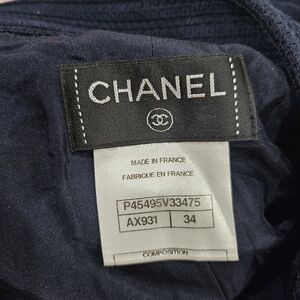 CHANEL
MADE IN FRANCE
FABRIQUE EN FRANCE
P45495V33475
AX931 34
COMPOSITION